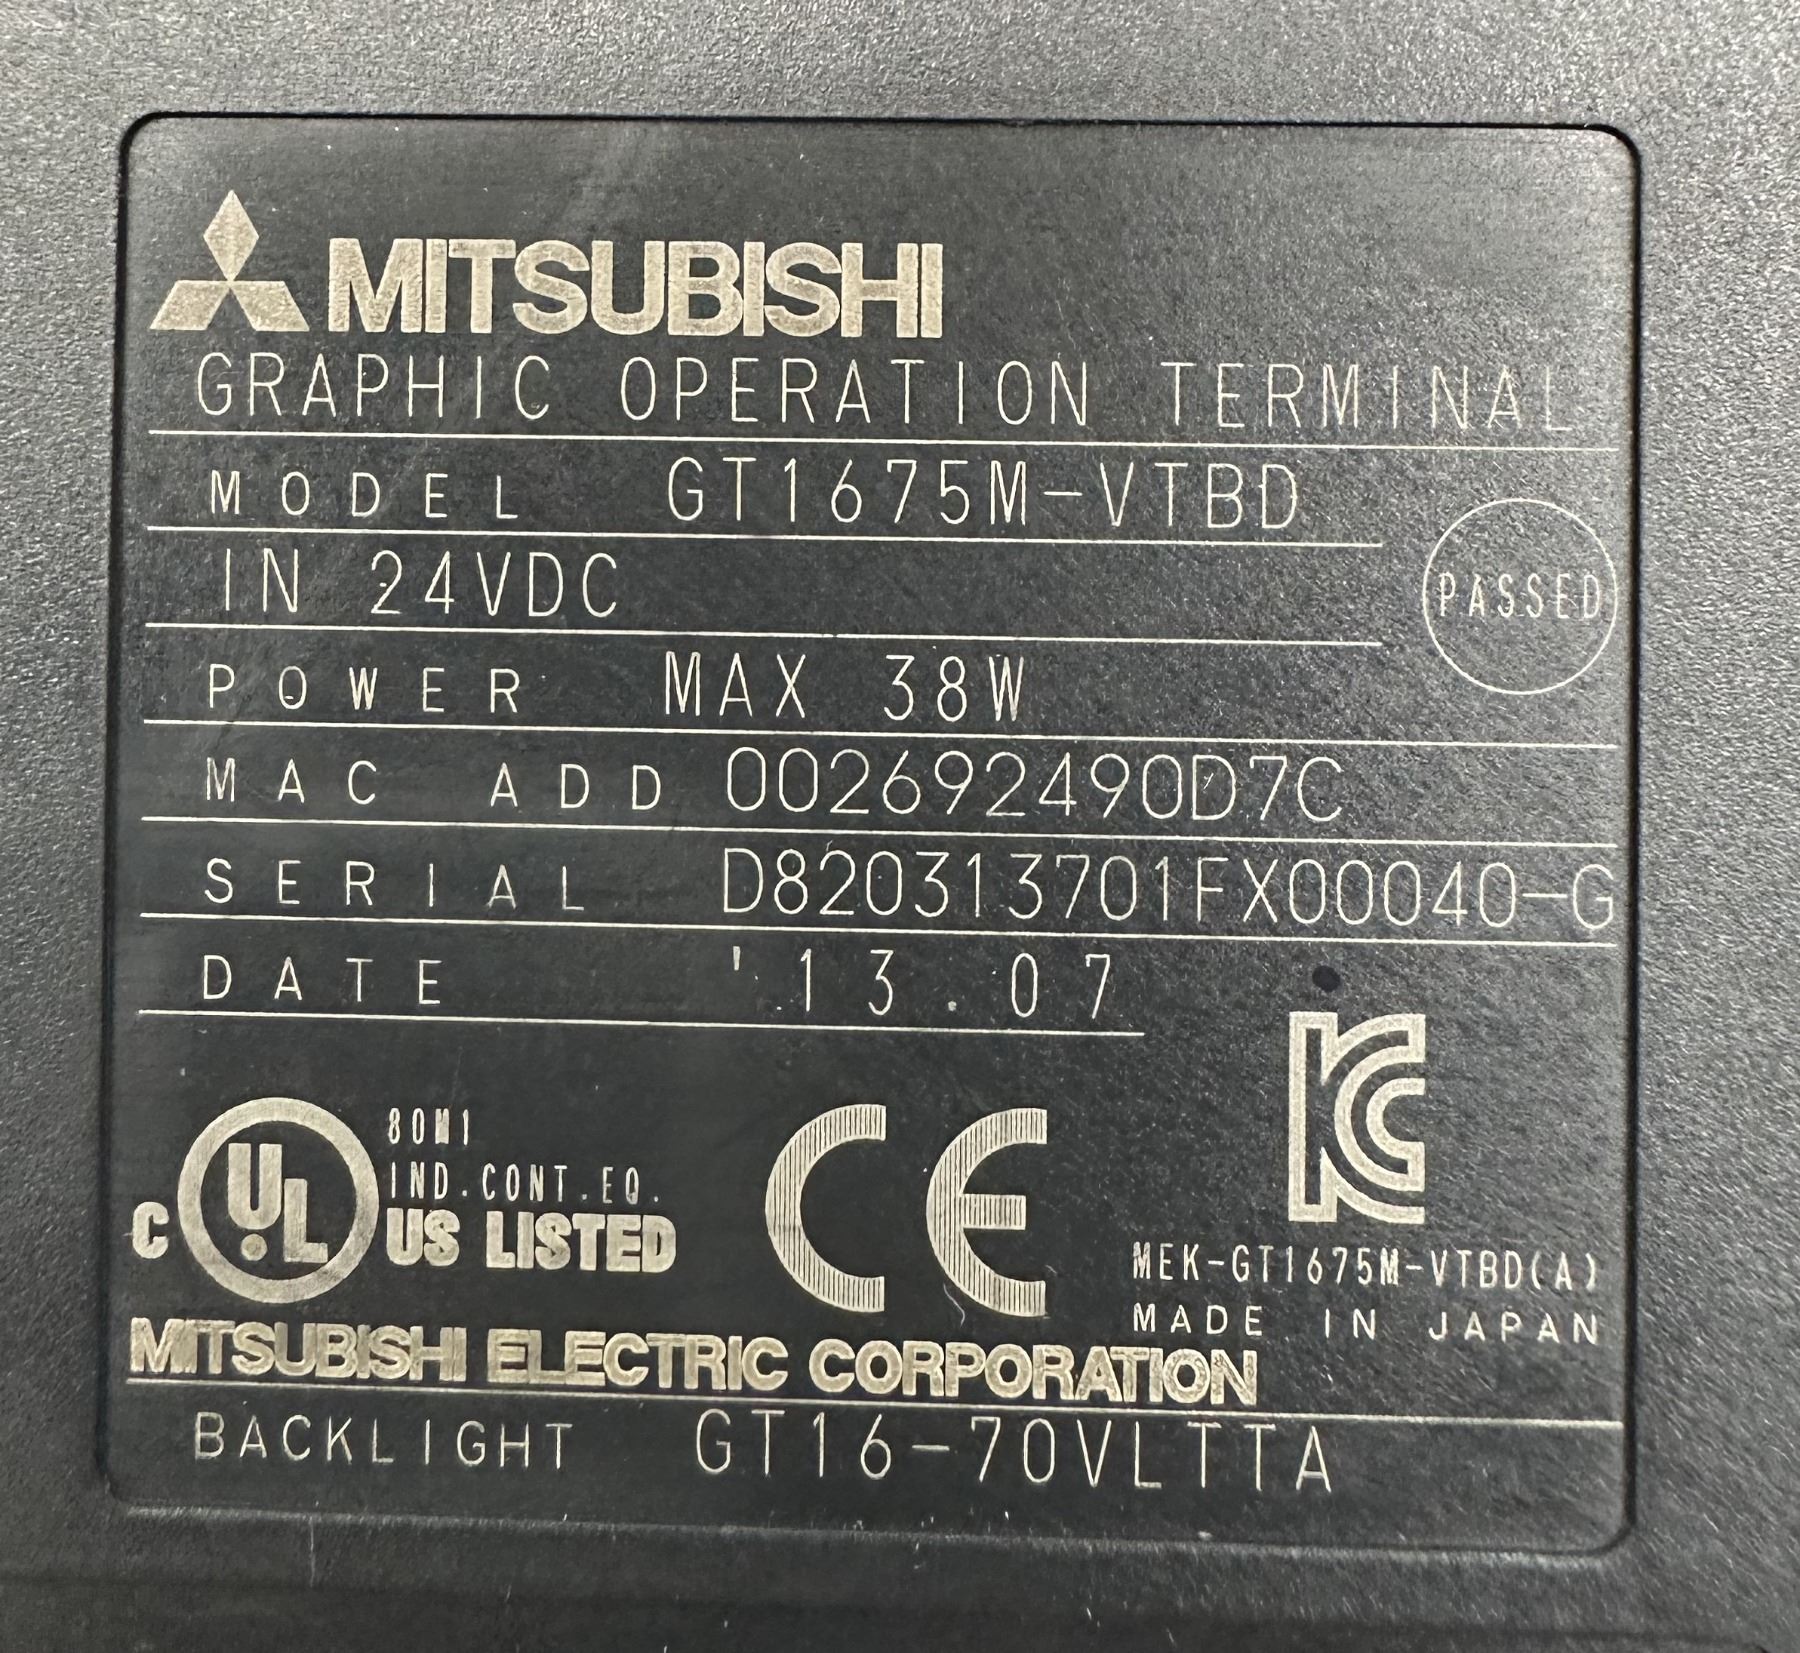 MITSUBISHI
GRAPHIC OPERATION TERMINAL
MODEL GT1675M-VTBD
IN 24VDC
PASSED
POWER MAX 38W
MAC ADD 002692490D7C
SERIAL D820313701FX00040-G
DATE '13.07
80M1
IND.CONT.EQ.
C UL US LISTED
CE
KC
MEK-GT1675M-VTBD(A)
MADE IN JAPAN
MITSUBISHI ELECTRIC CORPORATION
BACKLIGHT GT16-70VLTTA